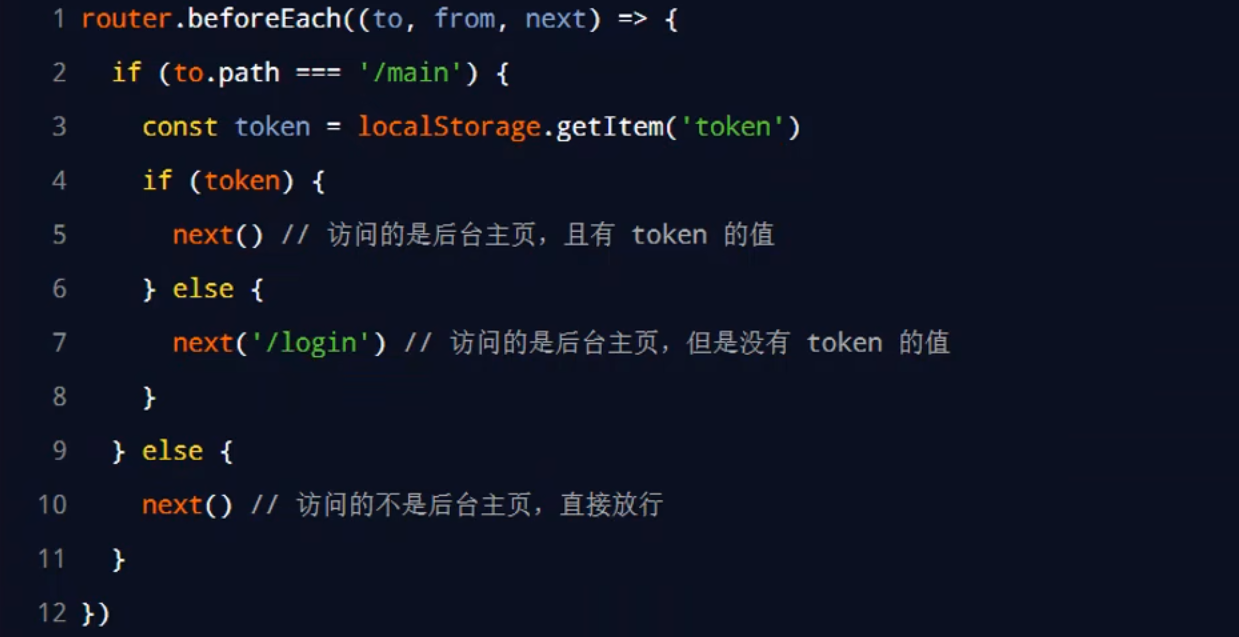 1 router.beforeEach((to, from, next) => {
2 if (to.path === '/main') {
3 const token = localStorage.getItem('token')
4 if (token) {
5 next() // 访问的是后台主页，且有 token 的值
6 } else {
7 next('/login') // 访问的是后台主页，但是没有 token 的值
8 }
9 } else {
10 next() // 访问的不是后台主页，直接放行
11 }
12 })